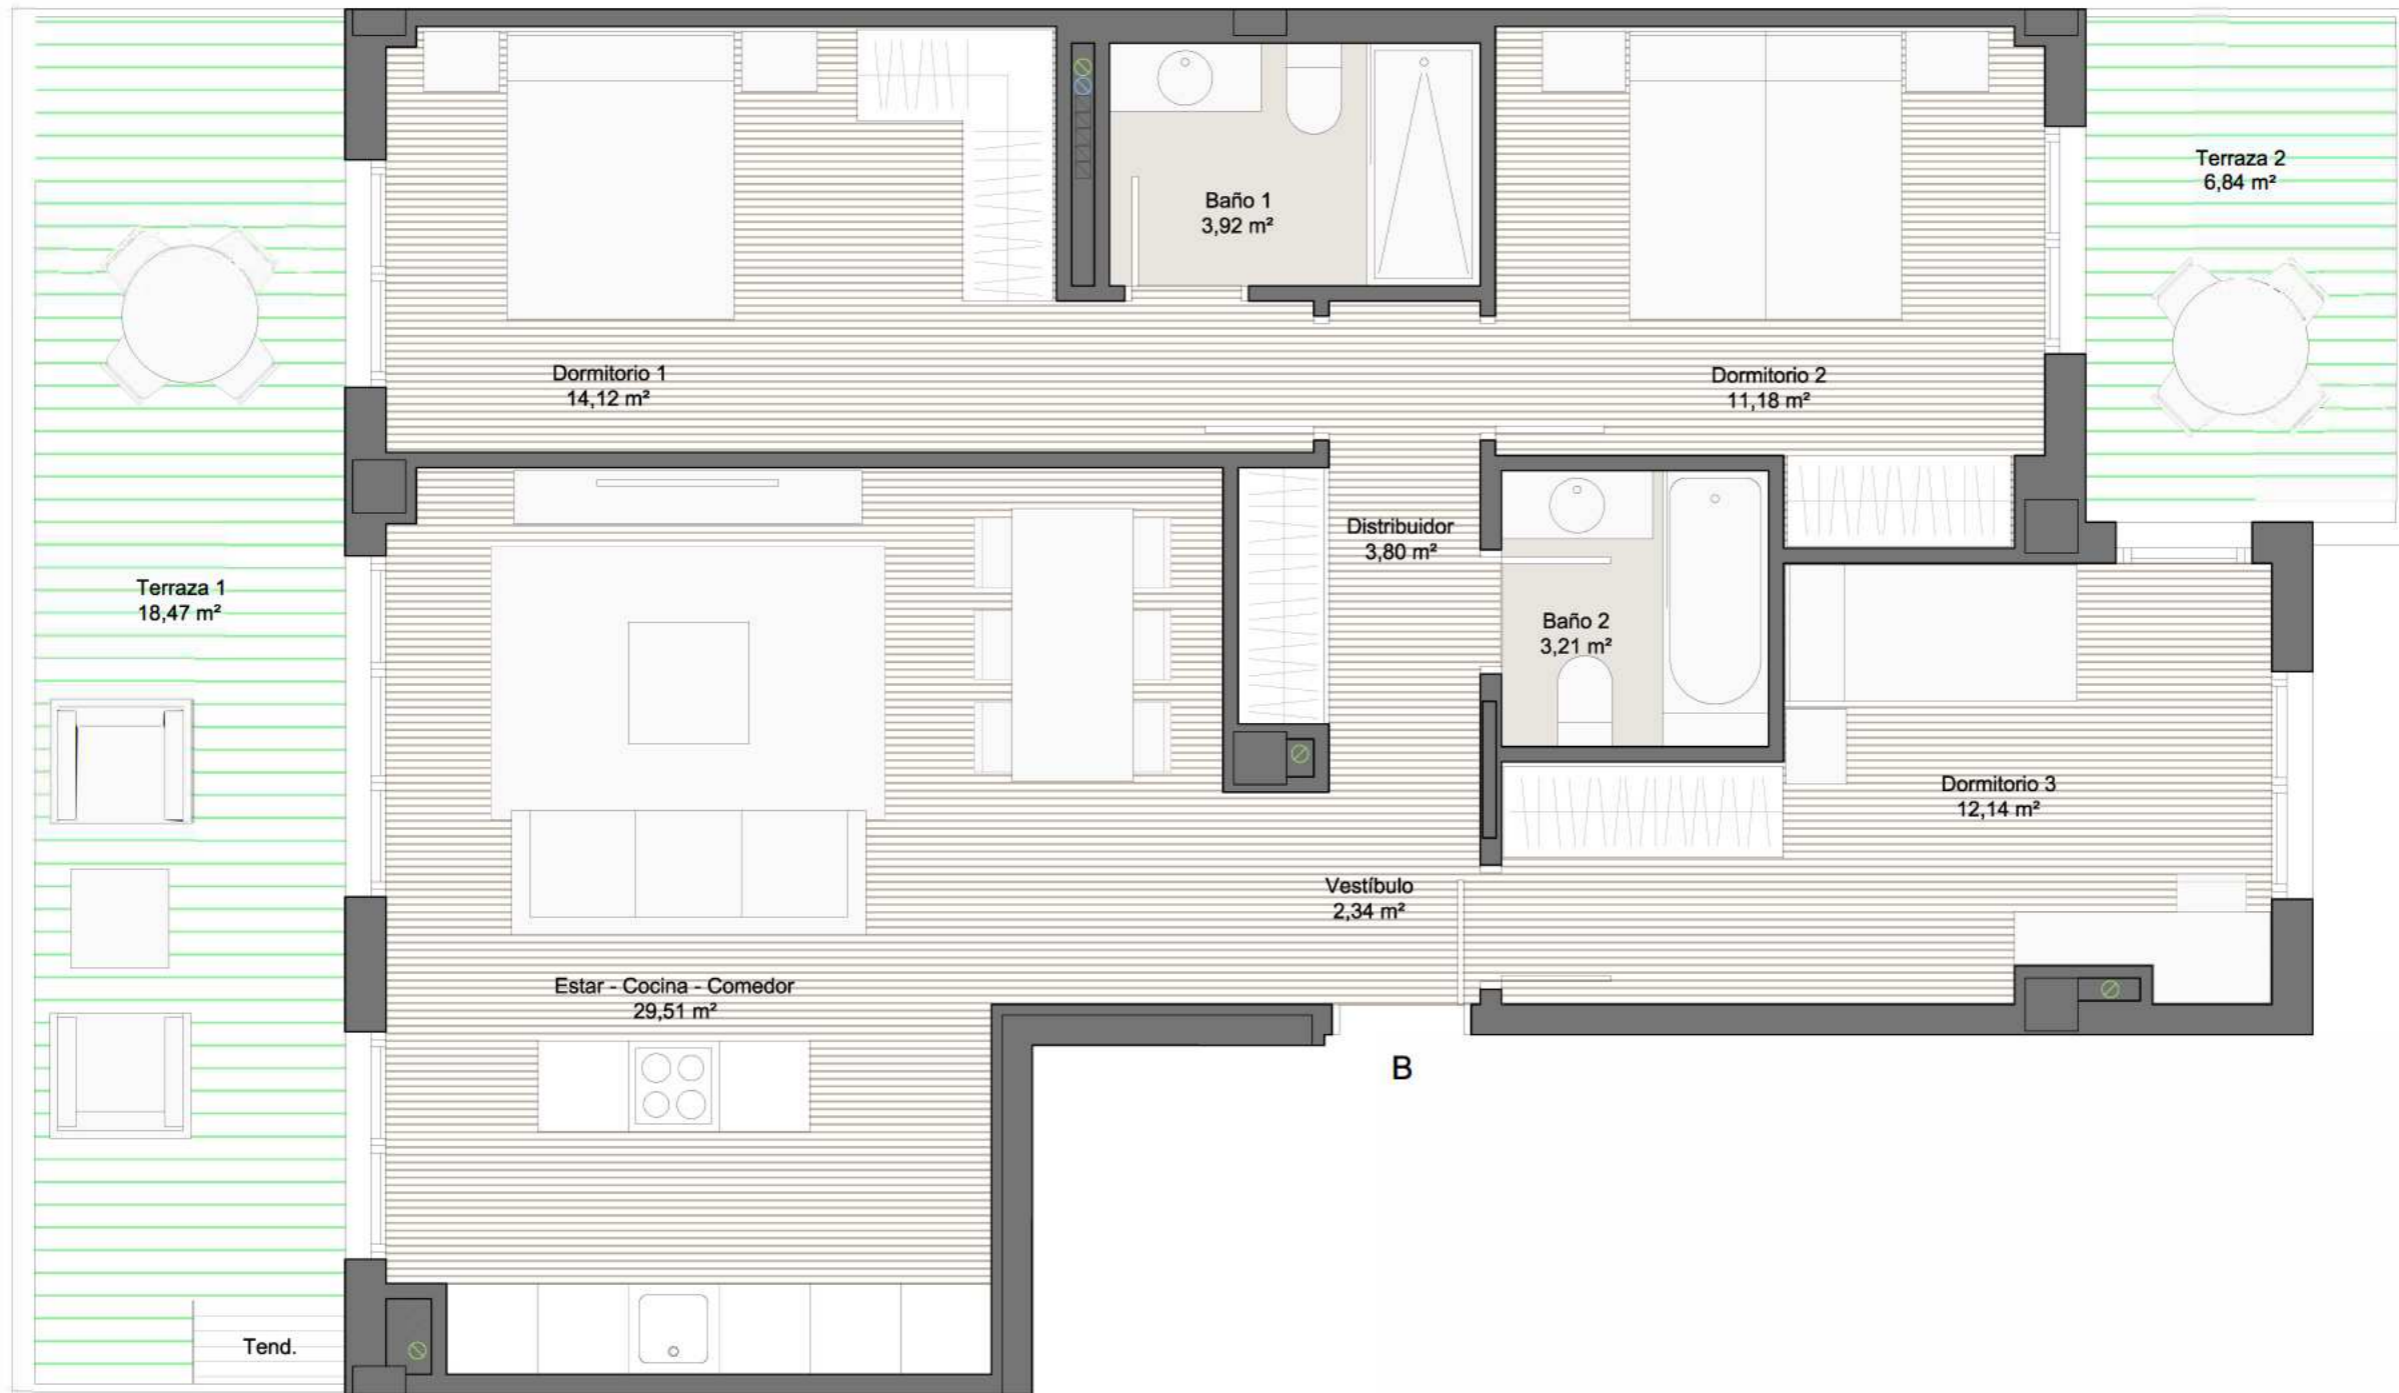 Terraza 2
6,84 m²
Baño 1
3,92 m²
Dormitorio 1
14,12 m²
Dormitorio 2
11,18 m²
Distribuidor
3,80 m²
Terraza 1
18,47 m²
Baño 2
3,21 m²
Dormitorio 3
12,14 m²
Vestíbulo
2,34 m²
Estar - Cocina - Comedor
29,51 m²
B
Tend.